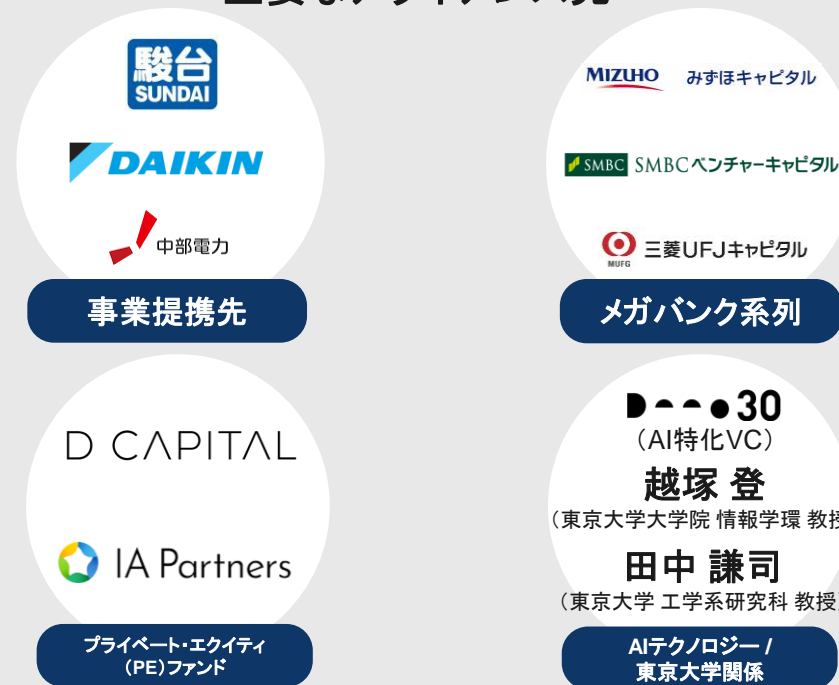 駿台
SUNDAI
DAIKIN
中部電力
事業提携先
MIZUHO みずほキャピタル
SMBC SMBCベンチャーキャピタル
MUFG 三菱UFJキャピタル
メガバンク系列
D CAPITAL
IA Partners
プライベート・エクイティ
（PE）ファンド
30
（AI特化VC）
越塚 登
（東京大学大学院 情報学環 教授
田中 謙司
（東京大学 工学系研究科 教授）
AIテクノロジー /
東京大学関係